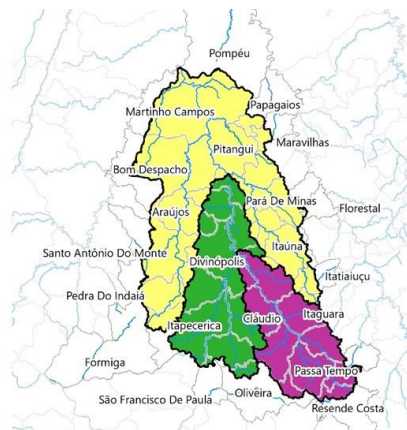 Pompéu
Martinho Campos
Papagaios
Maravilhas
Pitangui
Bom Despacho
Pará De Minas
Florestal
Araújos
Itaúna
Santo Antônio Do Monte
Divinópolis
Itatiaiuçu
Pedra Do Indaiá
Itaguara
Cláudio
Itapecerica
Formiga
Passa Tempo
Oliveira
São Francisco De Paula
Resende Costa